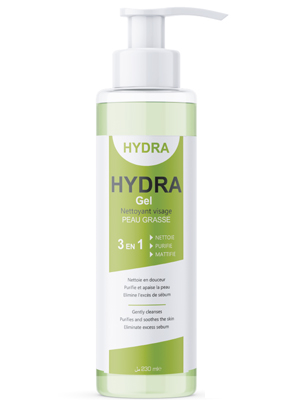 HYDRA
HYDRA
Gel
Nettoyant visage
PEAU GRASSE
3 EN 1
NETTOIE
PURIFIE
MATTIFIE
Nettoie en douceur
Purifie et apaise la peau
Elimine l'excès de sébum
Gently cleanses
Purifies and soothes the skin
Eliminate excess sebum